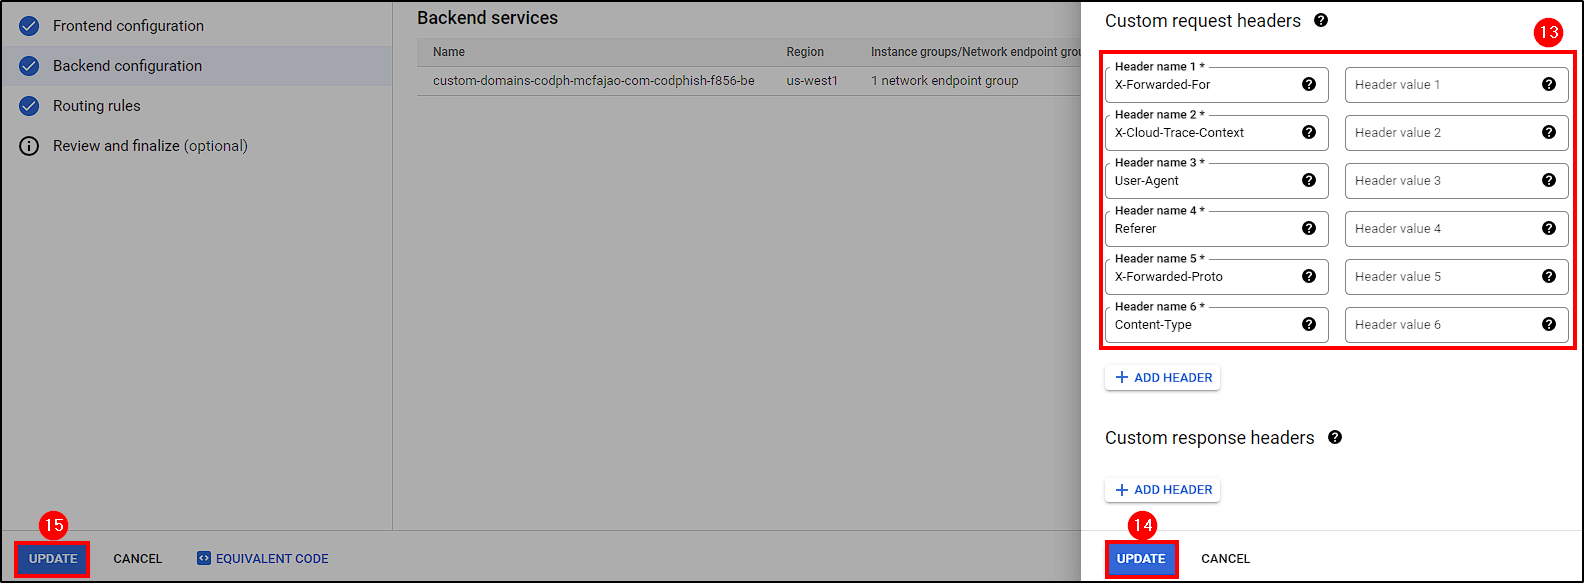 Frontend configuration
Backend configuration
Routing rules
Review and finalize (optional)
Backend services
Name Region Instance groups/Network endpoint grou
custom-domains-codph-mcfajao-com-codphish-f856-be us-west1 1 network endpoint group
15
UPDATE CANCEL EQUIVALENT CODE
Custom request headers
13
Header name 1 *
X-Forwarded-For Header value 1
Header name 2 *
X-Cloud-Trace-Context Header value 2
Header name 3 *
User-Agent Header value 3
Header name 4 *
Referer Header value 4
Header name 5 *
X-Forwarded-Proto Header value 5
Header name 6 *
Content-Type Header value 6
+ ADD HEADER
Custom response headers
+ ADD HEADER
14
UPDATE CANCEL